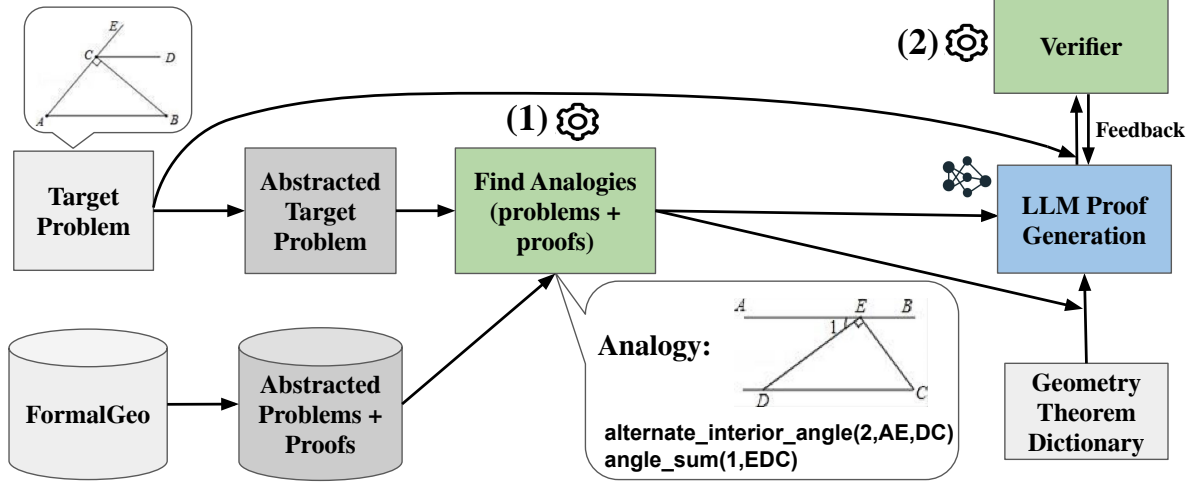 E
C
D
A
B
(2)
Verifier
(1)
Feedback
Target
Problem
Abstracted
Target
Problem
Find Analogies
(problems +
proofs)
LLM Proof
Generation
FormalGeo
Abstracted
Problems +
Proofs
Analogy:
A
E
B
1
D
C
alternate_interior_angle(2,AE,DC)
angle_sum(1,EDC)
Geometry
Theorem
Dictionary